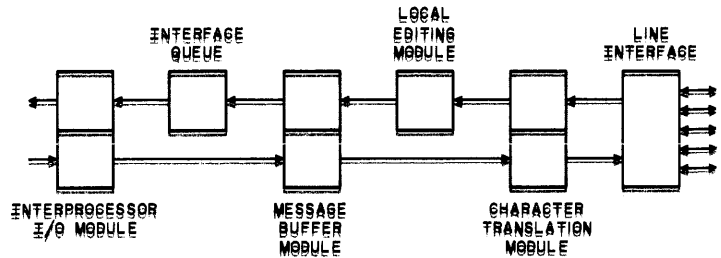 INTERFACE
QUEUE
LOCAL
EDITING
MODULE
LINE
INTERFACE
INTERPROCESSOR
I/O MODULE
MESSAGE
BUFFER
MODULE
CHARACTER
TRANSLATION
MODULE